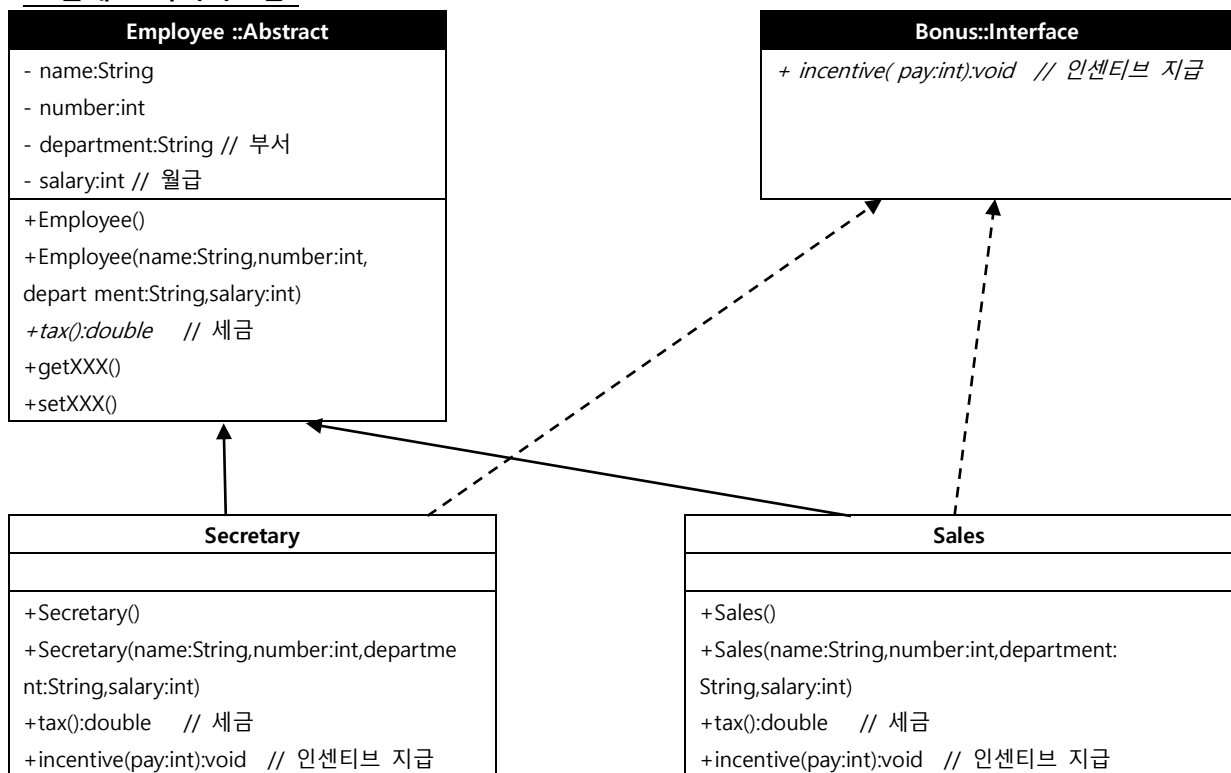 Employee ::Abstract
- name:String
- number:int
- department:String // 부서
- salary:int // 월급
+Employee()
+Employee(name:String,number:int,
depart ment:String,salary:int)
+tax():double // 세금
+getXXX()
+setXXX()
Bonus::Interface
+ incentive( pay:int):void // 인센티브 지급
Secretary
+Secretary()
+Secretary(name:String,number:int,departme
nt:String,salary:int)
+tax():double // 세금
+incentive(pay:int):void // 인센티브 지급
Sales
+Sales()
+Sales(name:String,number:int,department:
String,salary:int)
+tax():double // 세금
+incentive(pay:int):void // 인센티브 지급